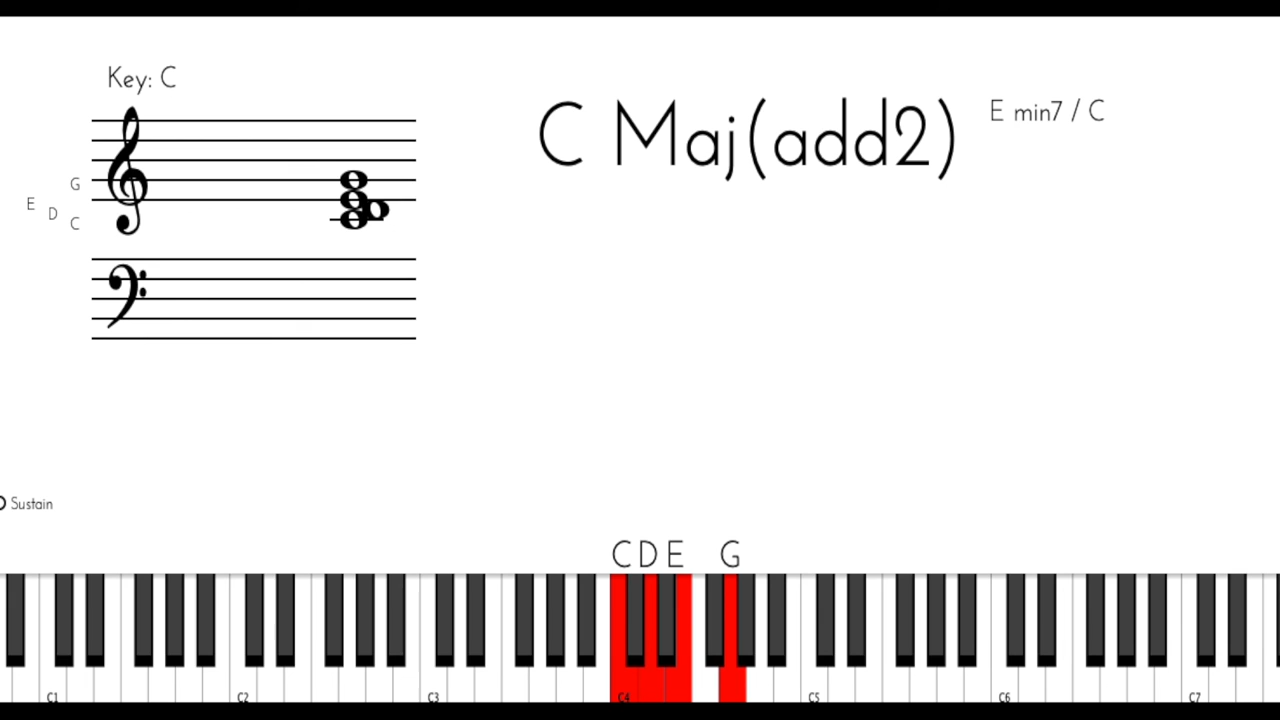 Key: C
C Maj(add2)
E min7 / C
G
E
D
C
Sustain
C D E G
C1 C2 C3 C4 C5 C6 C7